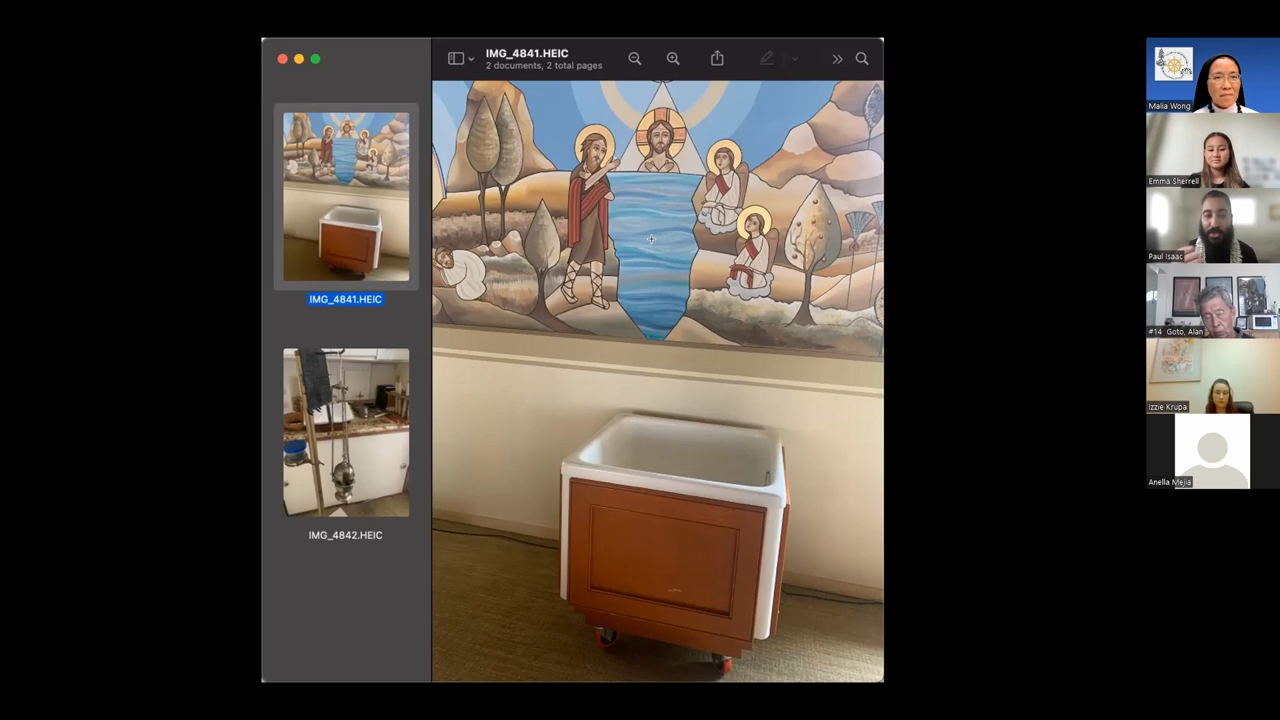 IMG_4841.HEIC
2 documents, 2 total pages
IMG_4841.HEIC
IMG_4842.HEIC
Malia Wong
Emma Sherrell
Paul Isaac
#14 Goto, Alan
Izzie Krupa
Anella Mejia